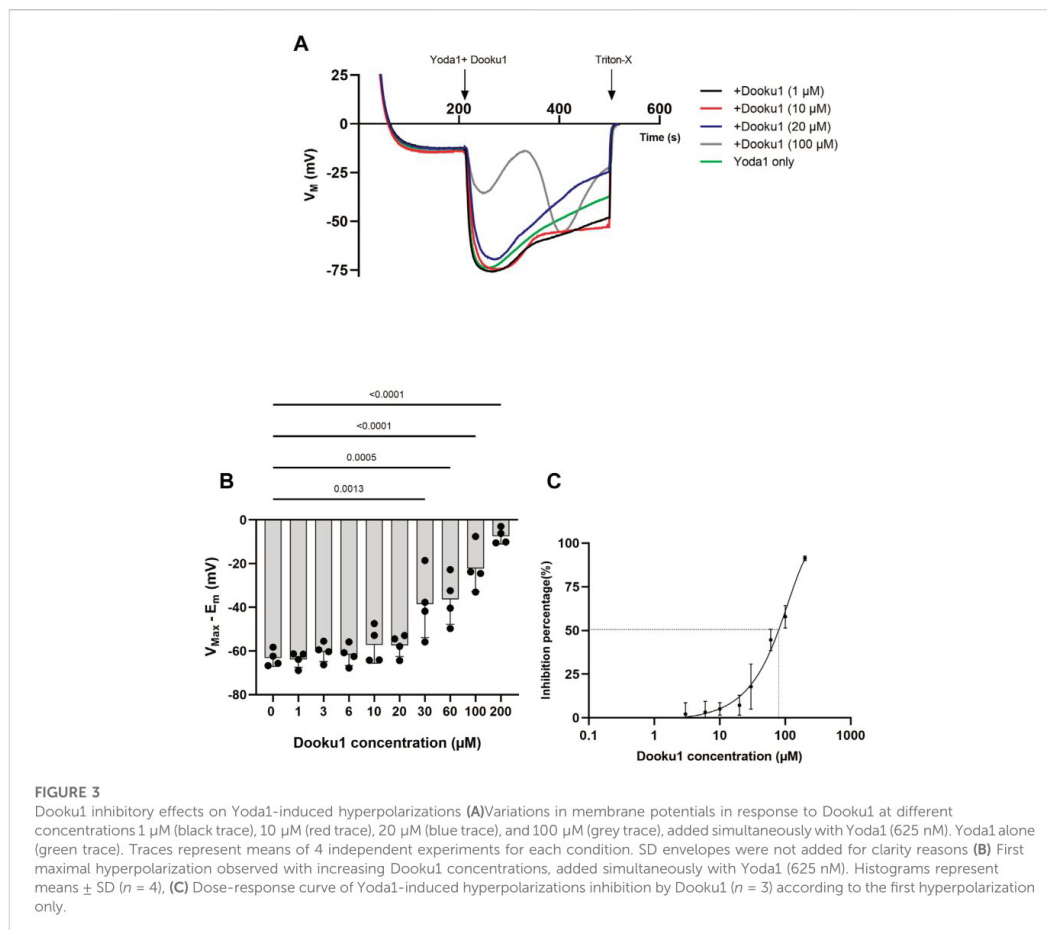 A
Yoda1+ Dooku1
Triton-X
25
0
-25
-50
-75
V_M (mV)
200
400
600
Time (s)
+Dooku1 (1 µM)
+Dooku1 (10 µM)
+Dooku1 (20 µM)
+Dooku1 (100 µM)
Yoda1 only
<0.0001
<0.0001
0.0005
0.0013
B
0
-20
-40
-60
-80
V_Max - E_m (mV)
0 1 3 6 10 20 30 60 100 200
Dooku1 concentration (µM)
C
100
75
50
25
0
Inhibition percentage(%)
0.1 1 10 100 1000
Dooku1 concentration (µM)
FIGURE 3
Dooku1 inhibitory effects on Yoda1-induced hyperpolarizations (A)Variations in membrane potentials in response to Dooku1 at different
concentrations 1 µM (black trace), 10 µM (red trace), 20 µM (blue trace), and 100 µM (grey trace), added simultaneously with Yoda1 (625 nM). Yoda1 alone
(green trace). Traces represent means of 4 independent experiments for each condition. SD envelopes were not added for clarity reasons (B) First
maximal hyperpolarization observed with increasing Dooku1 concentrations, added simultaneously with Yoda1 (625 nM). Histograms represent
means ± SD (n = 4), (C) Dose-response curve of Yoda1-induced hyperpolarizations inhibition by Dooku1 (n = 3) according to the first hyperpolarization
only.